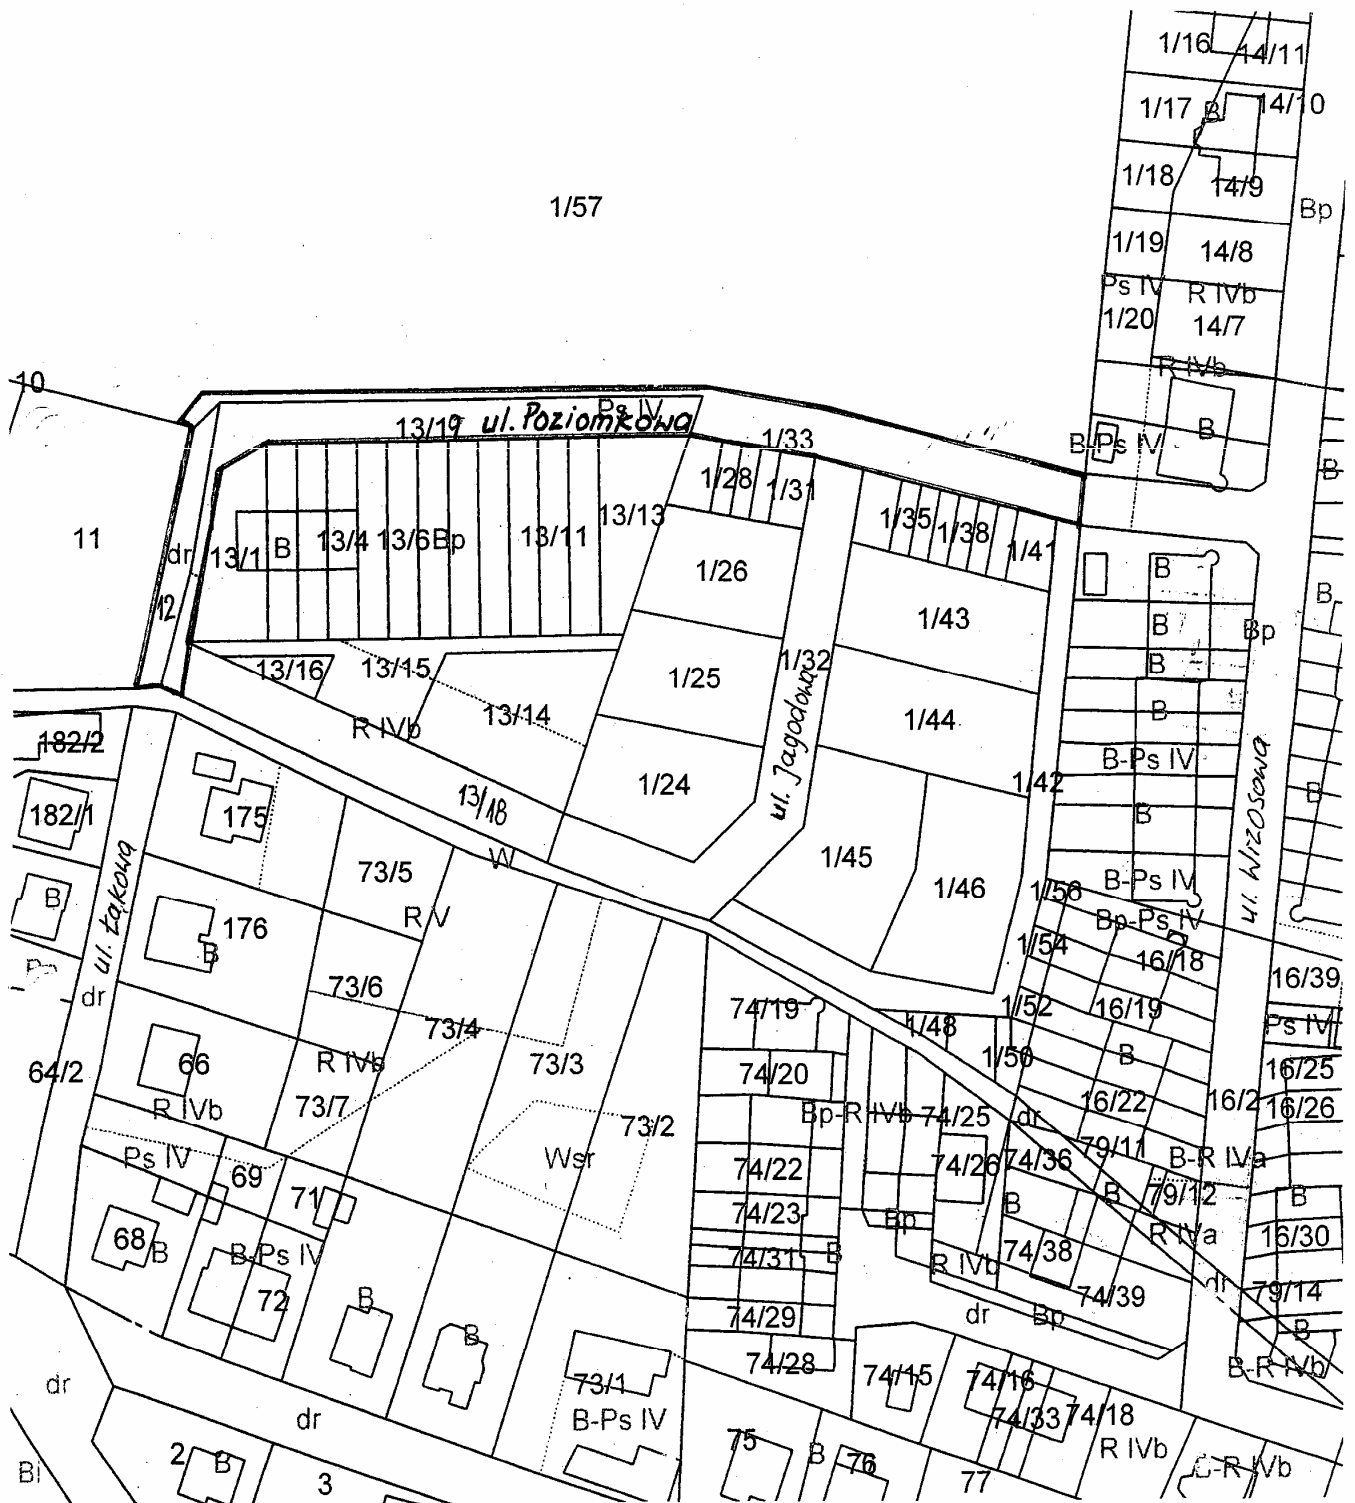 1/16
14/11
1/17
B
14/10
1/18
14/9
1/57
Bp
1/19
14/8
Ps IV
R IVb
1/20
14/7
R IVb
10
Ps IV
13/19 ul. Poziomkowa
1/33
B-Ps IV
B
B
1/28
1/31
13/13
1/35
1/38
1/41
11
dr
13/1
B
13/4
13/6
Bp
13/11
1/26
B
12
1/43
B
Bp
B
B
13/16
13/15
1/25
1/32
13/14
R IVb
1/44
B
182/2
B-Ps IV
1/24
ul. Jagodowa
1/42
ul. Wrzosowa
B
182/1
175
13/18
B
W
73/5
1/45
1/46
B-Ps IV
1/56
B
ul. Łąkowa
176
R V
Bp-Ps IV
B
1/54
16/18
16/39
dr
73/6
73/4
74/19
1/52
16/19
Ps IV
1/48
B
66
R IVb
73/3
1/50
64/2
74/20
16/25
R IVb
73/7
Bp-R IVb
74/25
dr
16/22
16/2
16/26
73/2
Ps IV
69
Wsr
74/22
74/26
74/36
79/11
B-R IVa
71
B
B
79/12
B
74/23
Bp
68
B
B-Ps IV
74/31
B
R IVb
74/38
R IVa
16/30
72
B
74/29
dr
Bp
74/39
dr
79/14
B
74/28
B
dr
73/1
74/15
74/16
B-R IVb
dr
B-Ps IV
74/33
74/18
2
B
75
B
76
R IVb
Bi
3
77